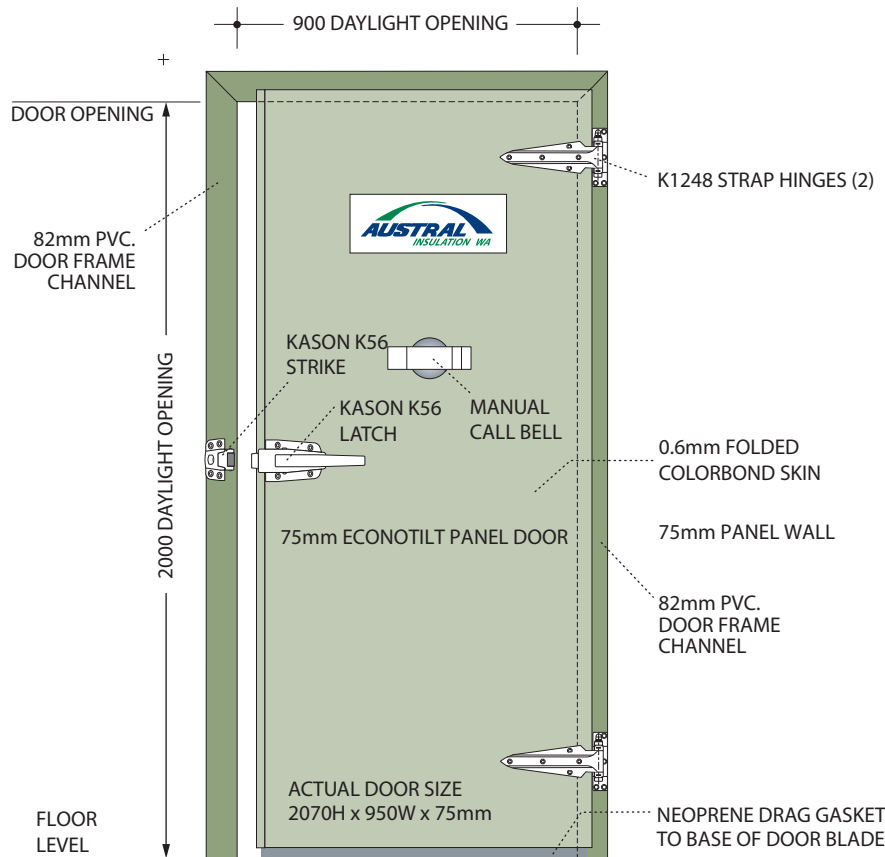 900 DAYLIGHT OPENING
DOOR OPENING
K1248 STRAP HINGES (2)
AUSTRAL
INSULATION WA
82mm PVC.
DOOR FRAME
CHANNEL
KASON K56
STRIKE
KASON K56
LATCH
MANUAL
CALL BELL
2000 DAYLIGHT OPENING
0.6mm FOLDED
COLORBOND SKIN
75mm ECONOTILT PANEL DOOR
75mm PANEL WALL
82mm PVC.
DOOR FRAME
CHANNEL
ACTUAL DOOR SIZE
2070H x 950W x 75mm
FLOOR
LEVEL
NEOPRENE DRAG GASKET
TO BASE OF DOOR BLADE